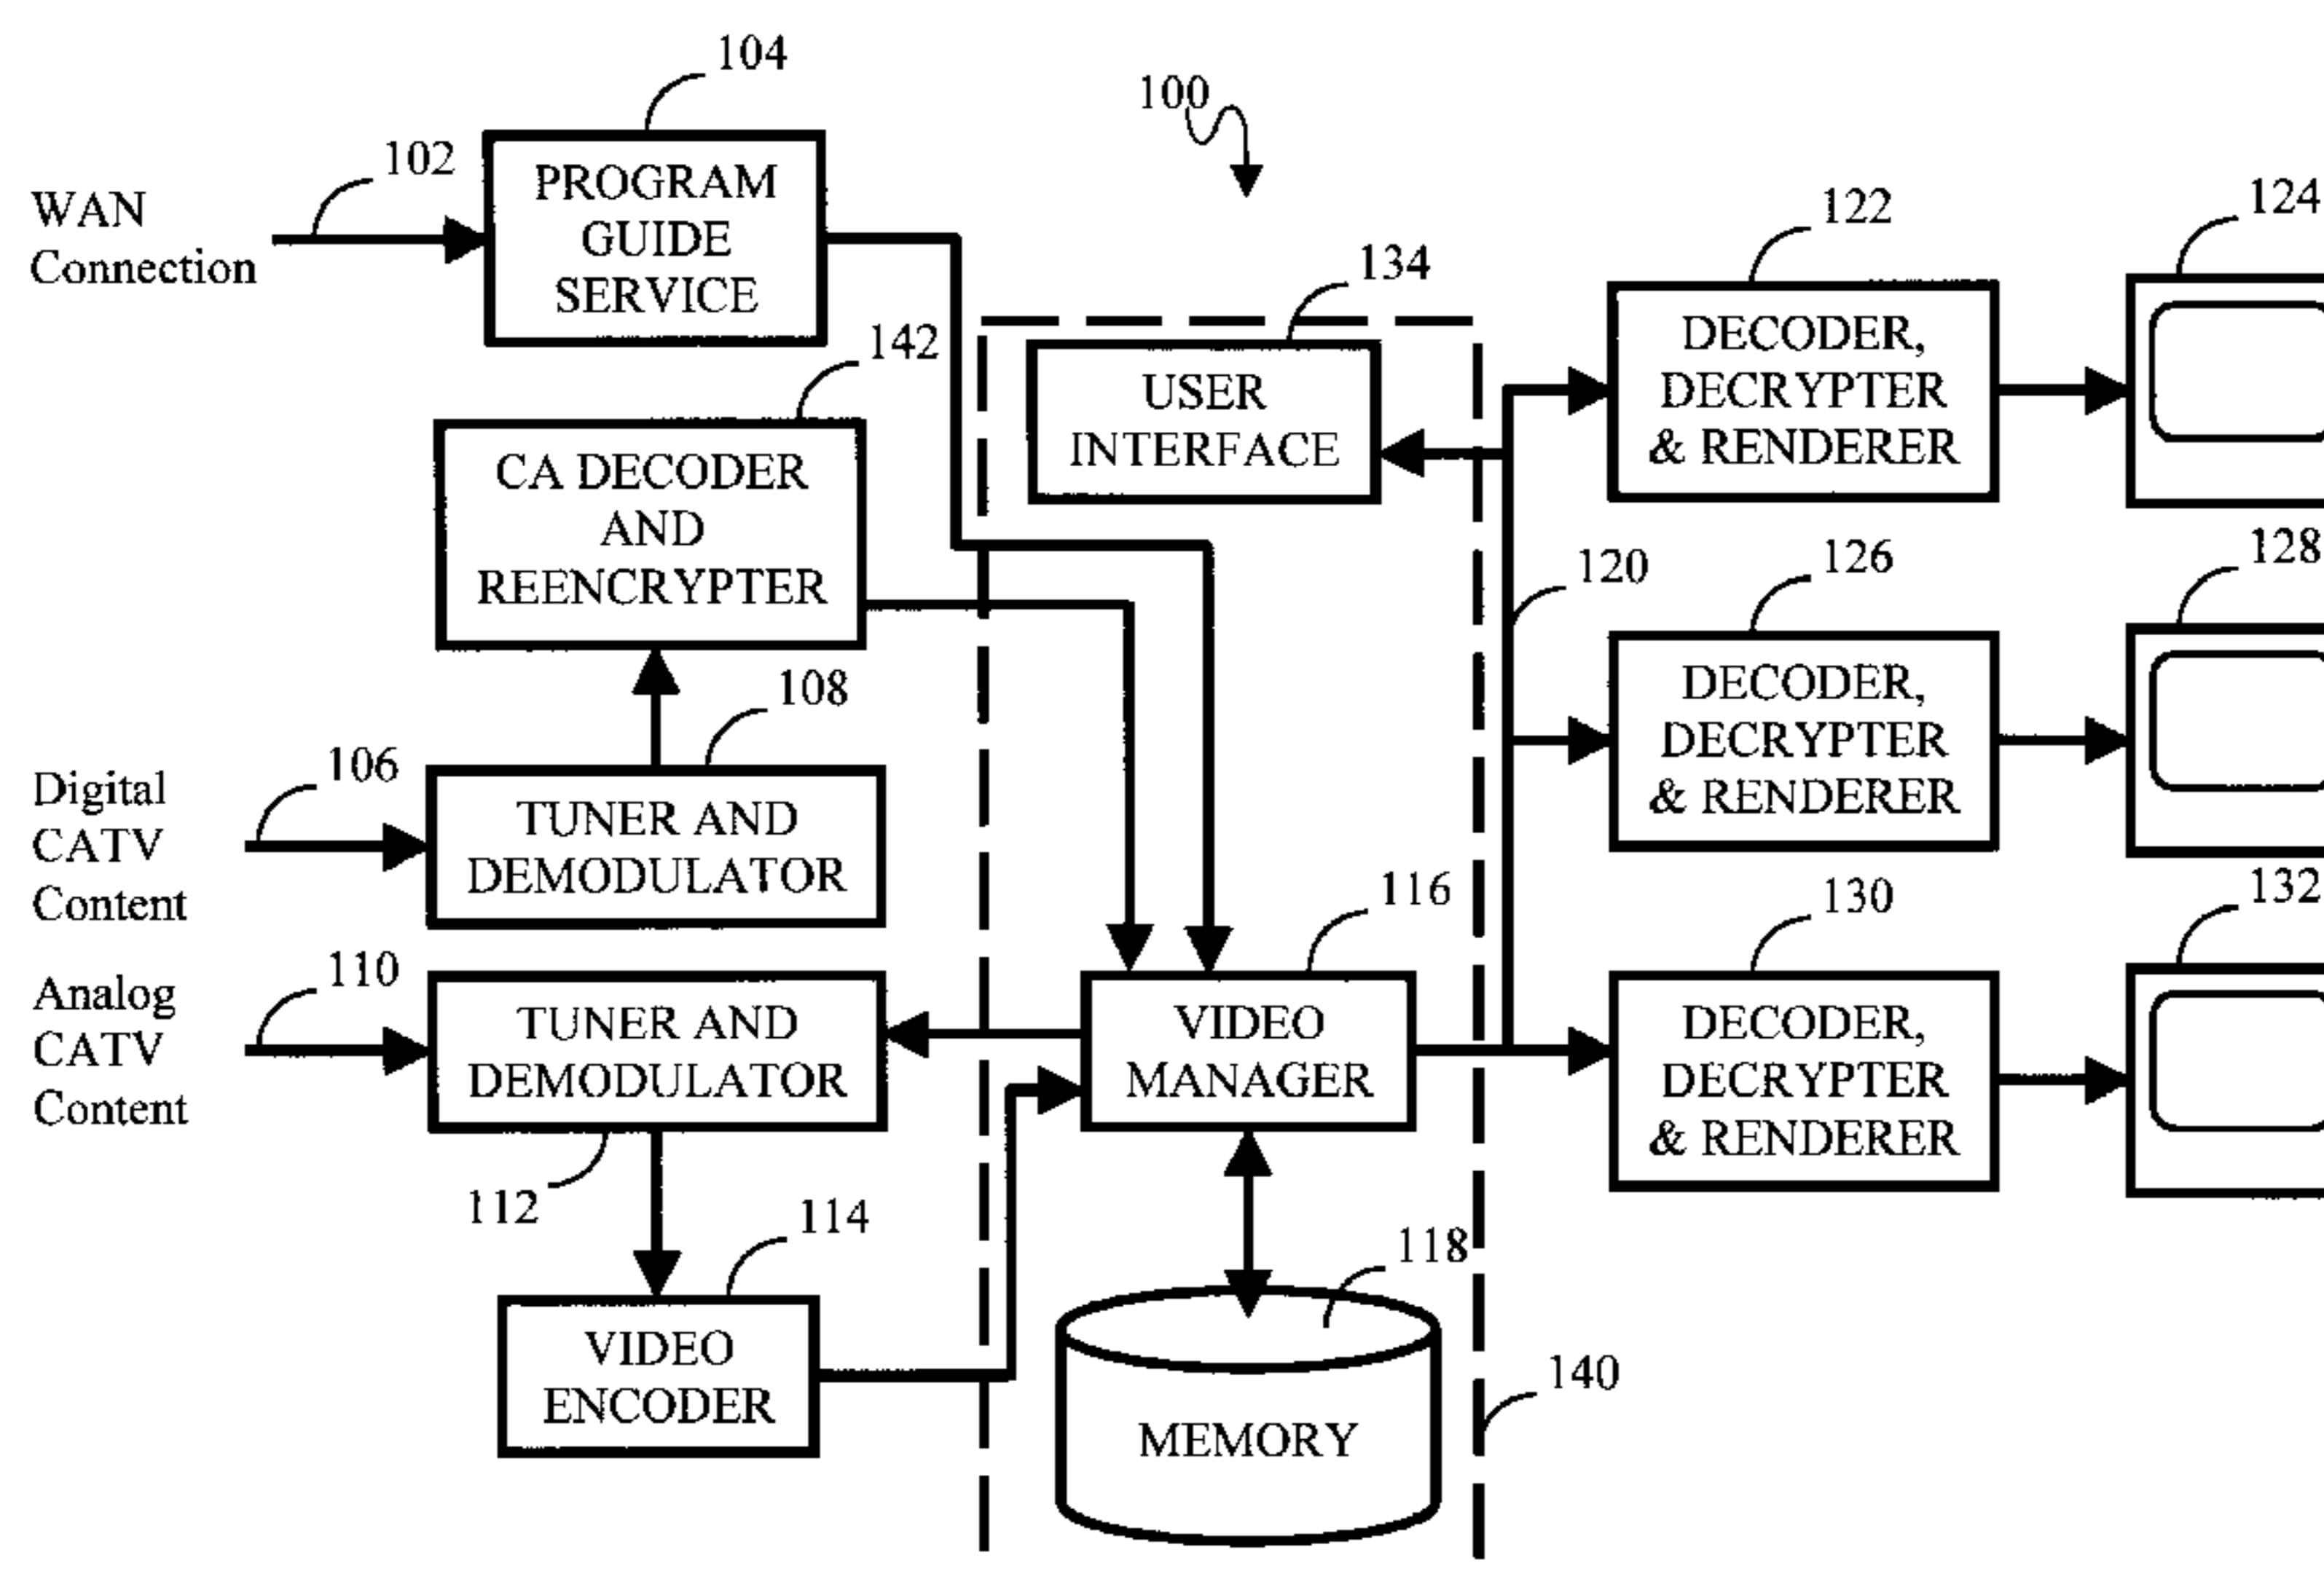 104
100
102
WAN
Connection
PROGRAM
GUIDE
SERVICE
142
134
122
124
USER
INTERFACE
DECODER,
DECRYPTER
& RENDERER
CA DECODER
AND
REENCRYPTER
120
126
128
DECODER,
DECRYPTER
& RENDERER
108
106
Digital
CATV
Content
TUNER AND
DEMODULATOR
116
130
132
110
Analog
CATV
Content
TUNER AND
DEMODULATOR
VIDEO
MANAGER
DECODER,
DECRYPTER
& RENDERER
112
114
118
VIDEO
ENCODER
MEMORY
140